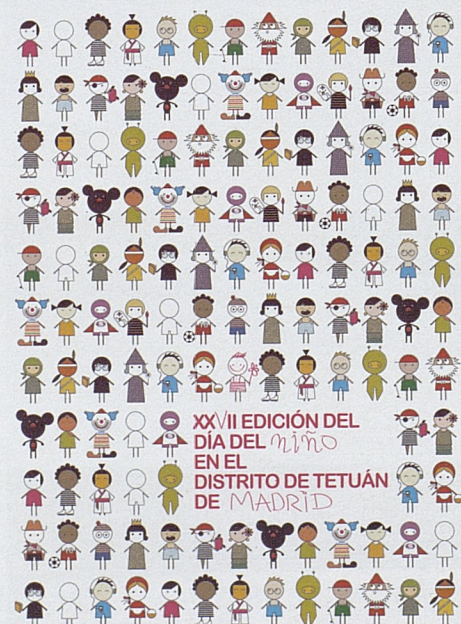 XXVII EDICIÓN DEL
DÍA DEL niño
EN EL
DISTRITO DE TETUÁN
DE MADRID